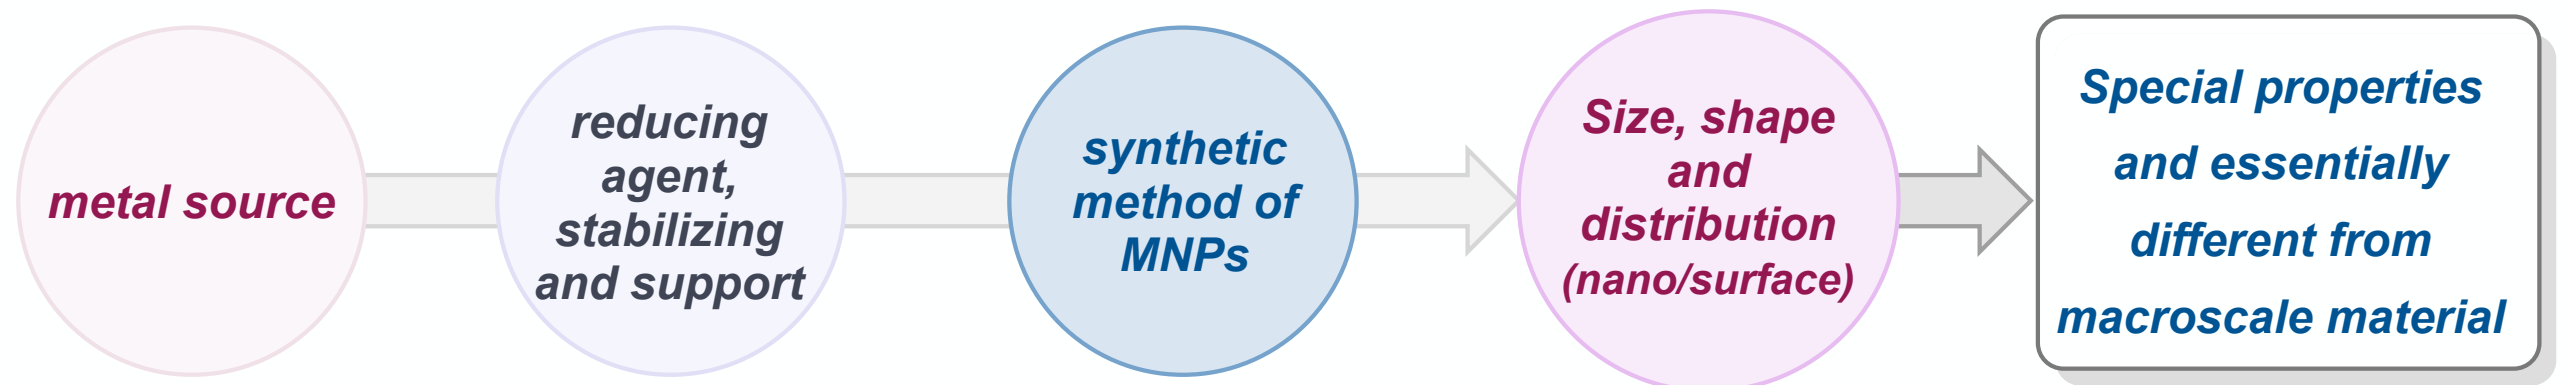 metal source
reducing
agent,
stabilizing
and support
synthetic
method of
MNPs
Size, shape
and
distribution
(nano/surface)
Special properties
and essentially
different from
macroscale material